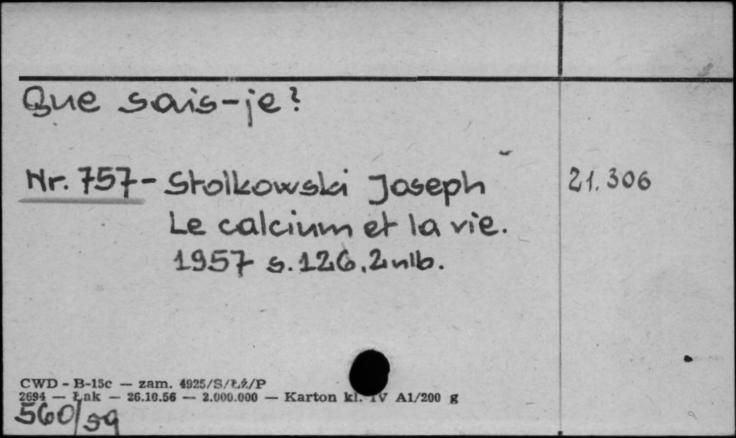 Que sais-je?
Nr. 757 - Stolkowski Joseph 21.306
Le calcium et la vie.
1957 s. 126, 2 nlb.
CWD - B-15c — zam. 4925/S/ŁŻ/P
2694 — Łak — 26.10.56 — 2.000.000 — Karton kl. IV A1/200 g
560/59